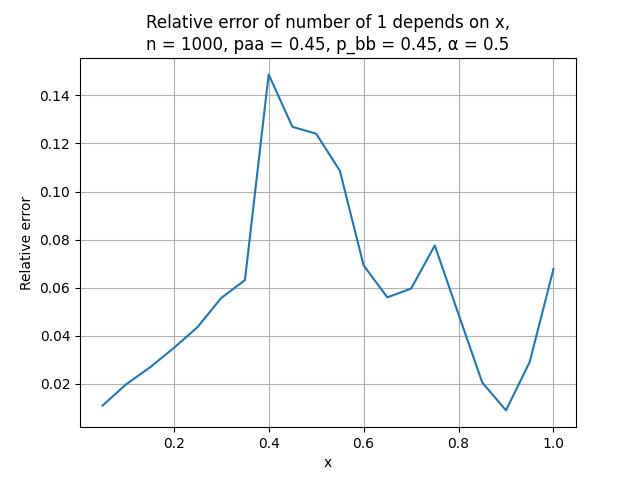 Relative error of number of 1 depends on x,
n = 1000, paa = 0.45, p_bb = 0.45, α = 0.5
Relative error
0.14
0.12
0.10
0.08
0.06
0.04
0.02
0.2 0.4 0.6 0.8 1.0
x